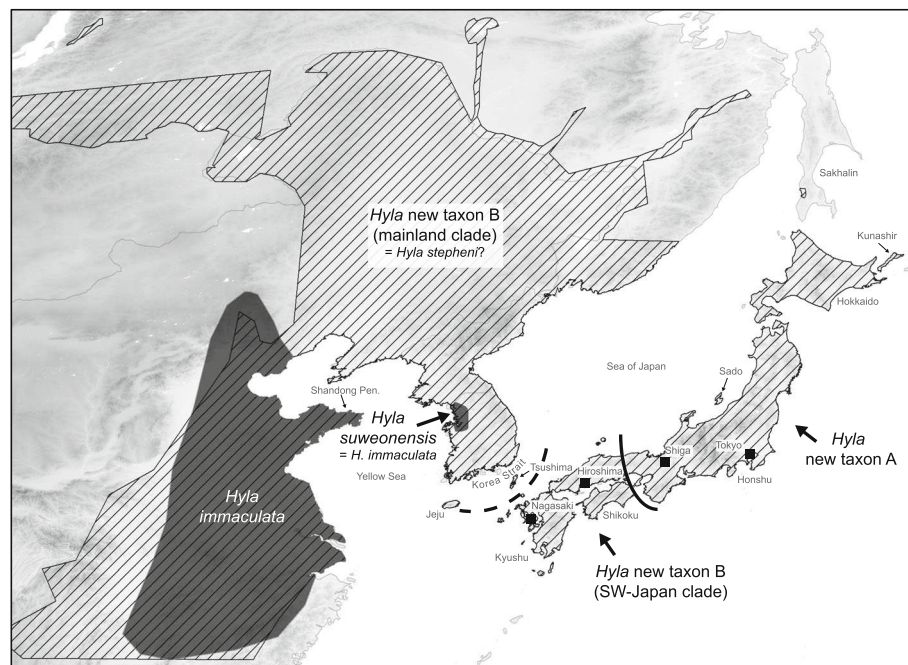 Sakhalin
Hyla new taxon B
(mainland clade)
= Hyla stepheni?
Kunashir
Hokkaido
Sea of Japan
Sado
Shandong Pen.
Hyla
suweonensis
= H. immaculata
Shiga
Tokyo
Hyla
new taxon A
Honshu
Yellow Sea
Korea Strait
Tsushima
Hiroshima
Hyla
immaculata
Jeju
Nagasaki
Shikoku
Kyushu
Hyla new taxon B
(SW-Japan clade)